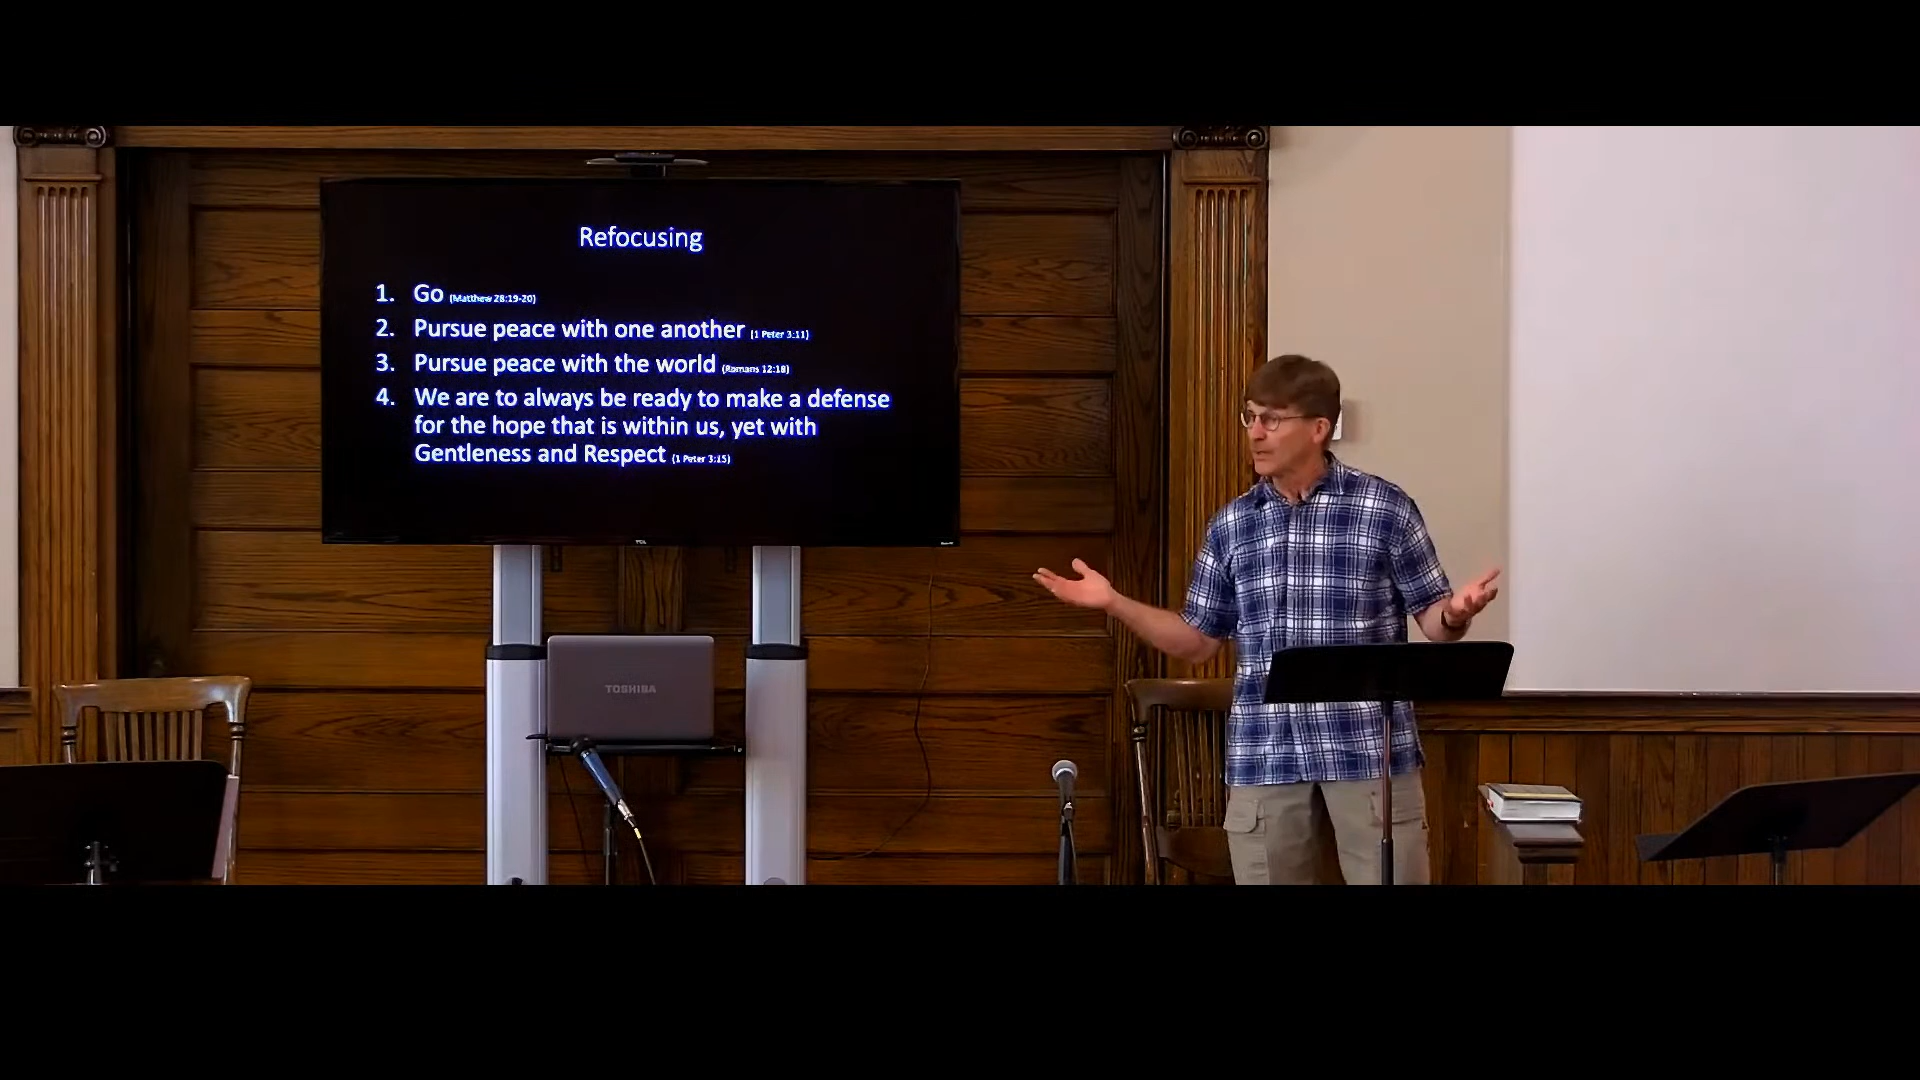 Refocusing
1. Go (Matthew 28:19-20)
2. Pursue peace with one another (1 Peter 3:11)
3. Pursue peace with the world (Romans 12:18)
4. We are to always be ready to make a defense
for the hope that is within us, yet with
Gentleness and Respect (1 Peter 3:15)
TCL
TOSHIBA